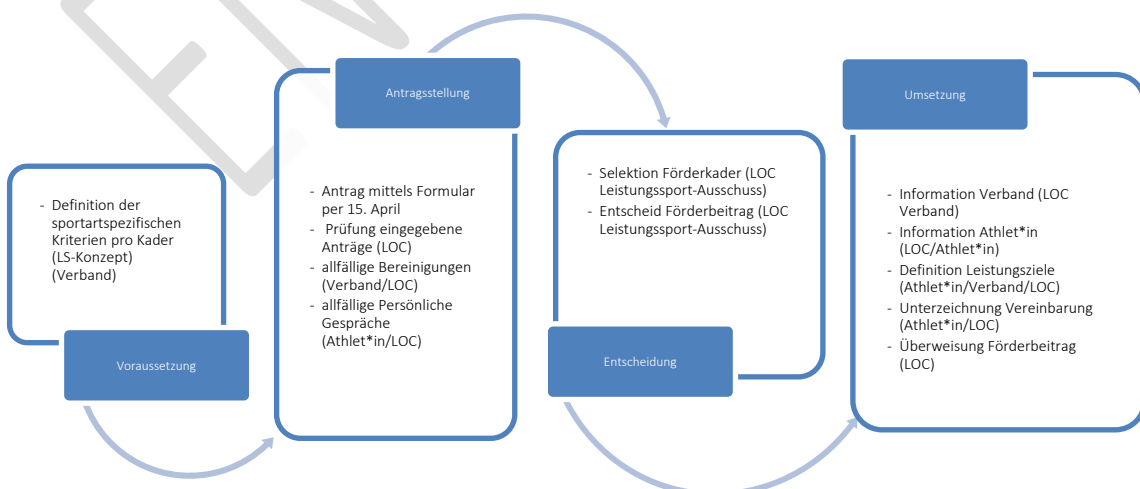 - Definition der
sportartspezifischen
Kriterien pro Kader
(LS-Konzept)
(Verband)
Voraussetzung
Antragsstellung
- Antrag mittels Formular
per 15. April
- Prüfung eingegebene
Anträge (LOC)
- allfällige Bereinigungen
(Verband/LOC)
- allfällige Persönliche
Gespräche
(Athlet*in/LOC)
- Selektion Förderkader (LOC
Leistungssport-Ausschuss)
- Entscheid Förderbeitrag (LOC
Leistungssport-Ausschuss)
Entscheidung
Umsetzung
- Information Verband (LOC
Verband)
- Information Athlet*in
(LOC/Athlet*in)
- Definition Leistungsziele
(Athlet*in/Verband/LOC)
- Unterzeichnung Vereinbarung
(Athlet*in/LOC)
- Überweisung Förderbeitrag
(LOC)